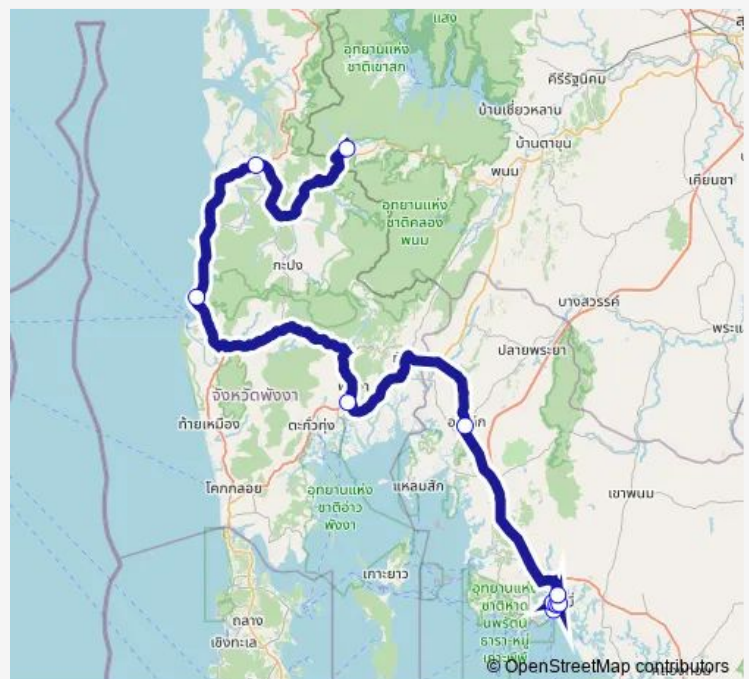 แสง
อุทยานแห่ง
ชาติเขาสก
คีรีรัฐนิคม
บ้านเชี่ยวหลาน
บ้านตาขุน
พนม
เคียนซา
อุทยานแห่ง
ชาติคลอง
พนม
กะปง
บางสวรรค์
พระแ
ปลายพระยา
จังหวัดพังงา
ท้ายเหมือง
ตะกั่วทุ่ง
โคกกลอย
อุทยานแห่ง
ชาติอ่าว
พังงา
แหลมสัก
เขาพนม
เกาะยาว
อุทยานแห่ง
ชาติหาด
นพรัตน์
ธารา-หมู่
เกาะพีพี
ถลาง
เชิงทะเล
© OpenStreetMap contributors